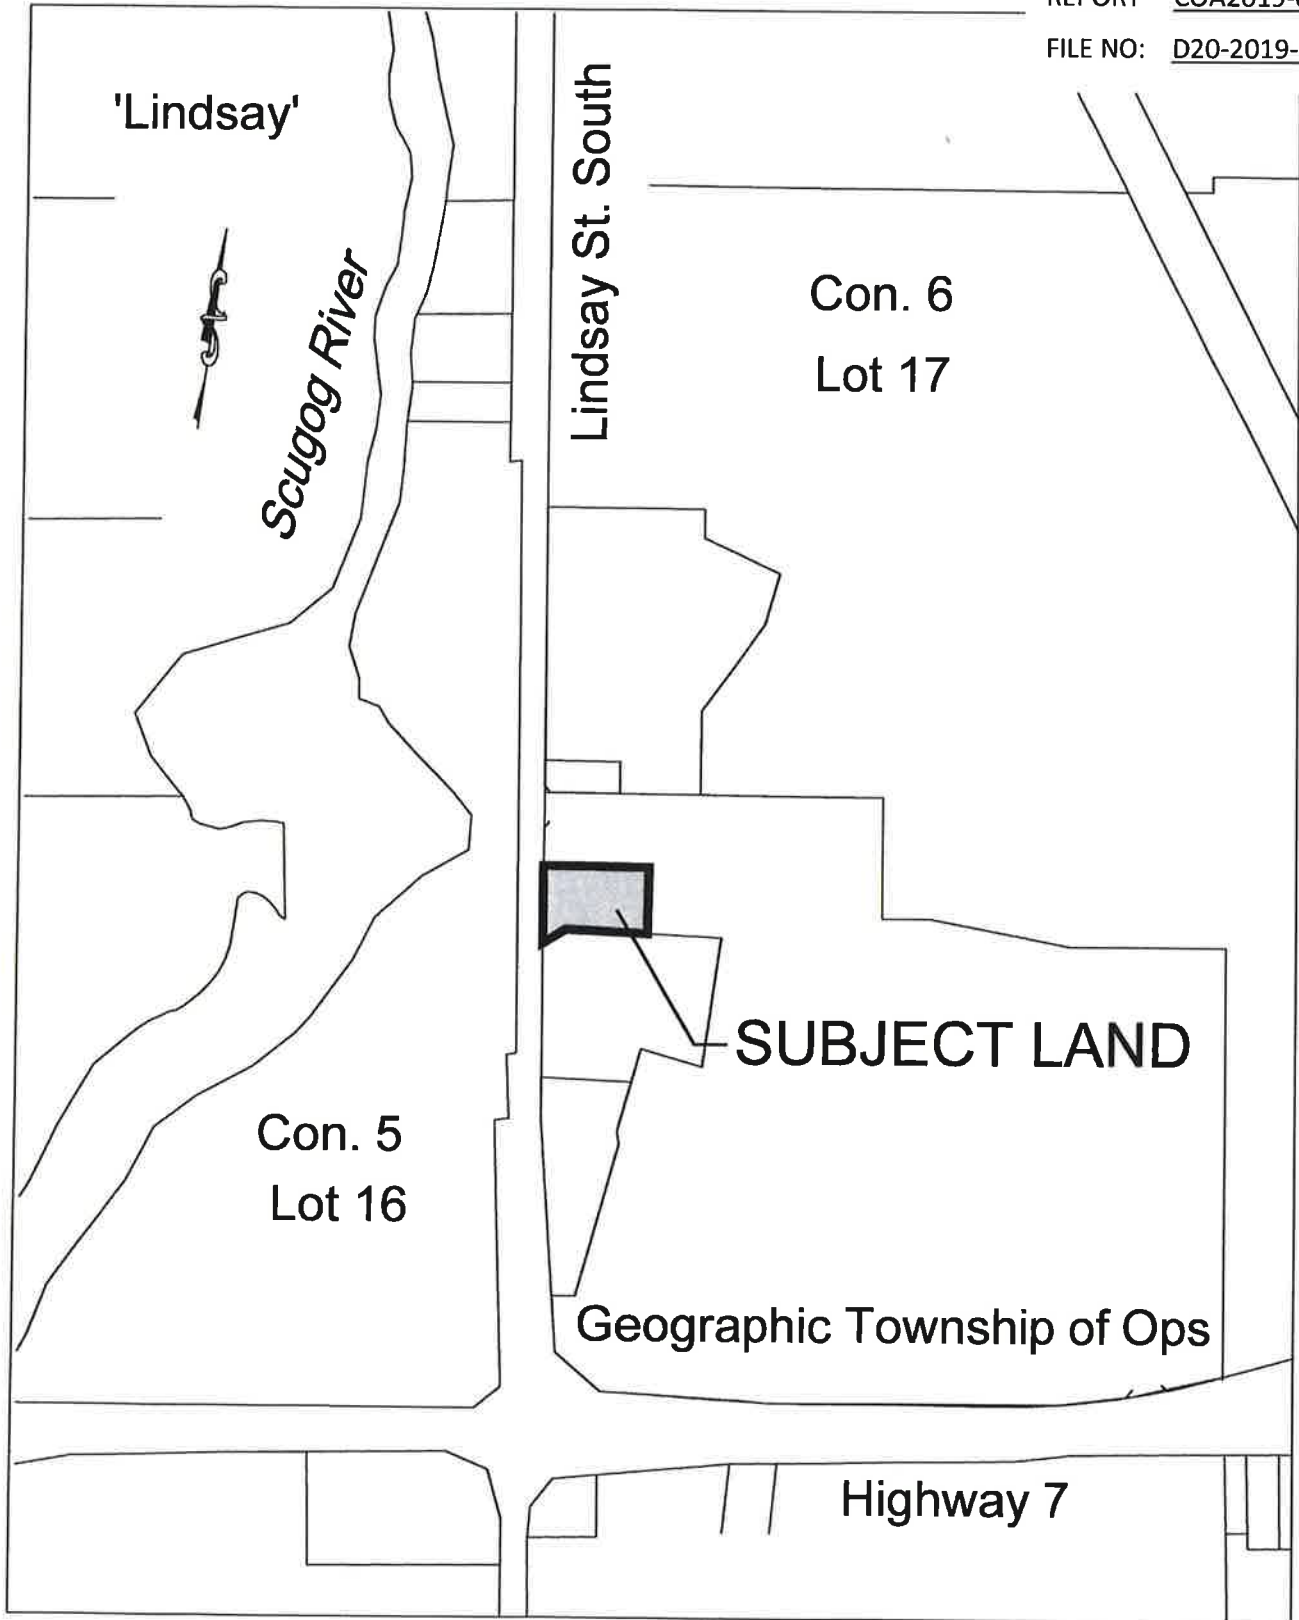 REPORT
FILE NO: D20-2019-
'Lindsay'
Lindsay St. South
Scugog River
Con. 6
Lot 17
SUBJECT LAND
Con. 5
Lot 16
Geographic Township of Ops
Highway 7